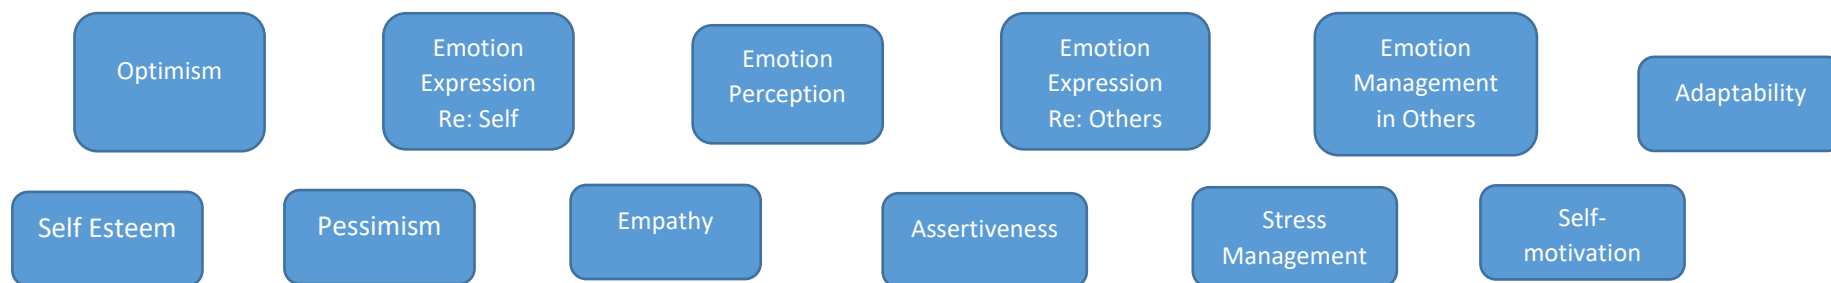 Optimism
Emotion
Expression
Re: Self
Emotion
Perception
Emotion
Expression
Re: Others
Emotion
Management
in Others
Adaptability
Self Esteem
Pessimism
Empathy
Assertiveness
Stress
Management
Self-
motivation